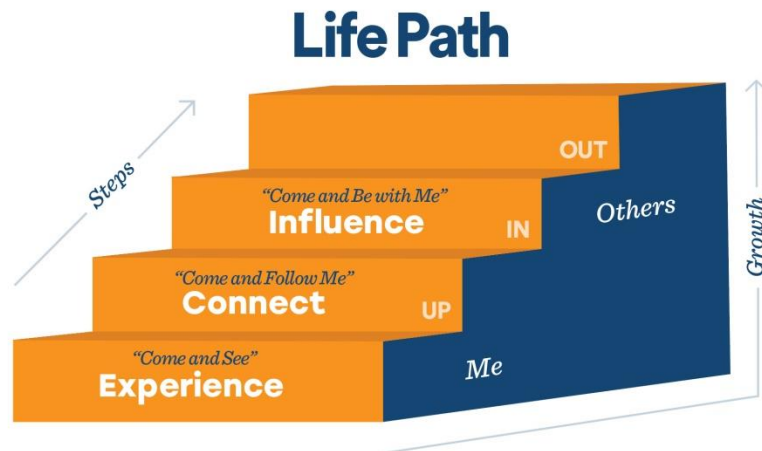 Life Path
Steps
OUT
"Come and Be with Me"
Influence
IN
Others
Growth
"Come and Follow Me"
Connect
UP
"Come and See"
Experience
Me